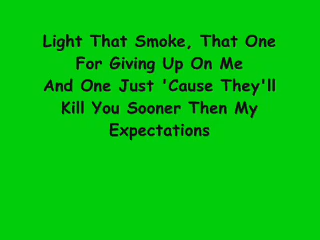 Light That Smoke, That One
For Giving Up On Me
And One Just 'Cause They'll
Kill You Sooner Then My
Expectations